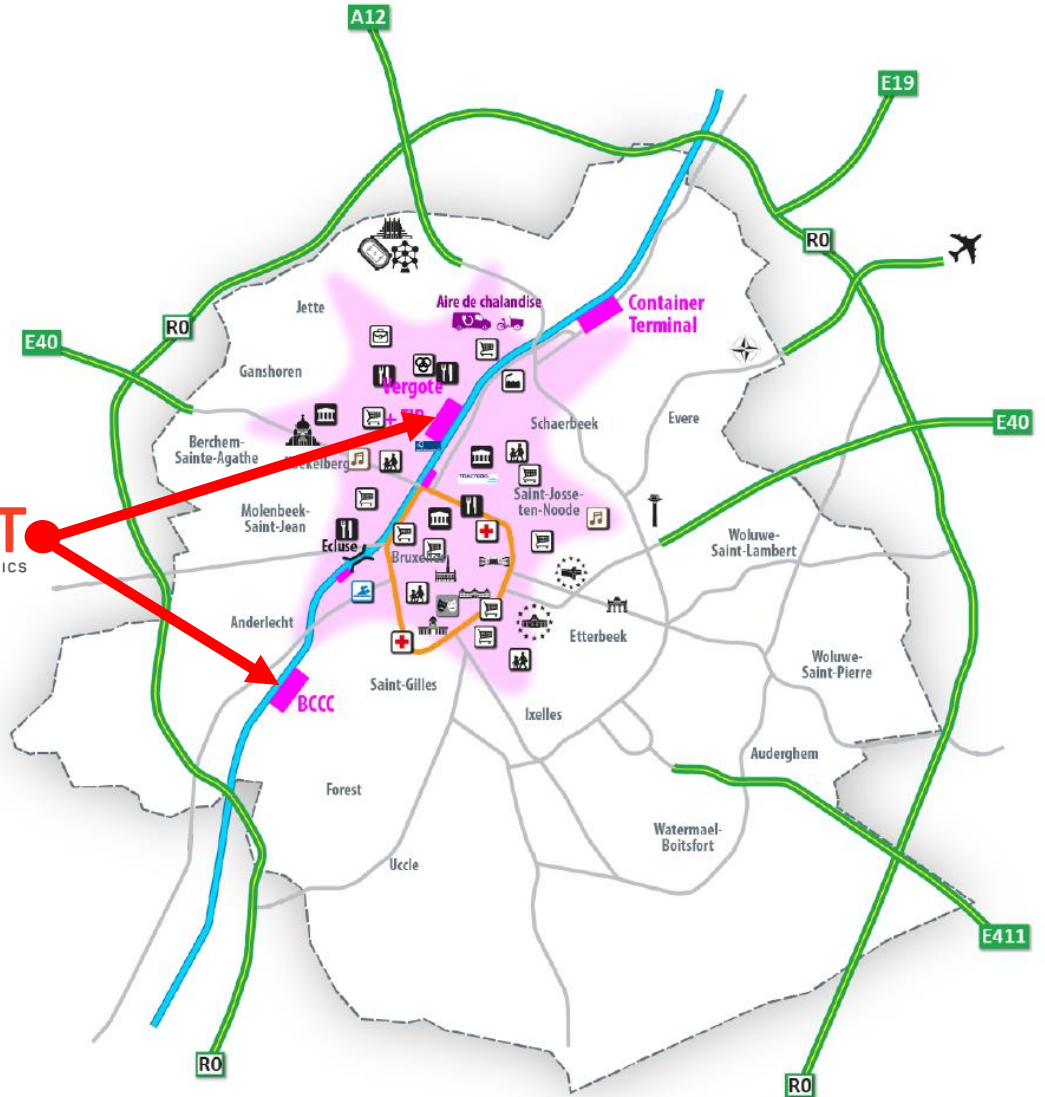 A12
E19
R0
Aire de chalandise
Container
Terminal
Jette
R0
E40
Ganshoren
Vergote
Evere
Schaerbeek
E40
Berchem-
Sainte-Agathe
Saint-Josse-
ten-Noode
Molenbeek-
Saint-Jean
T
ICS
Ecluse
Bruxelles
Woluwe-
Saint-Lambert
Anderlecht
Etterbeek
Woluwe-
Saint-Pierre
Saint-Gilles
BCCC
Ixelles
Auderghem
Forest
Watermael-
Boitsfort
Uccle
E411
R0
R0